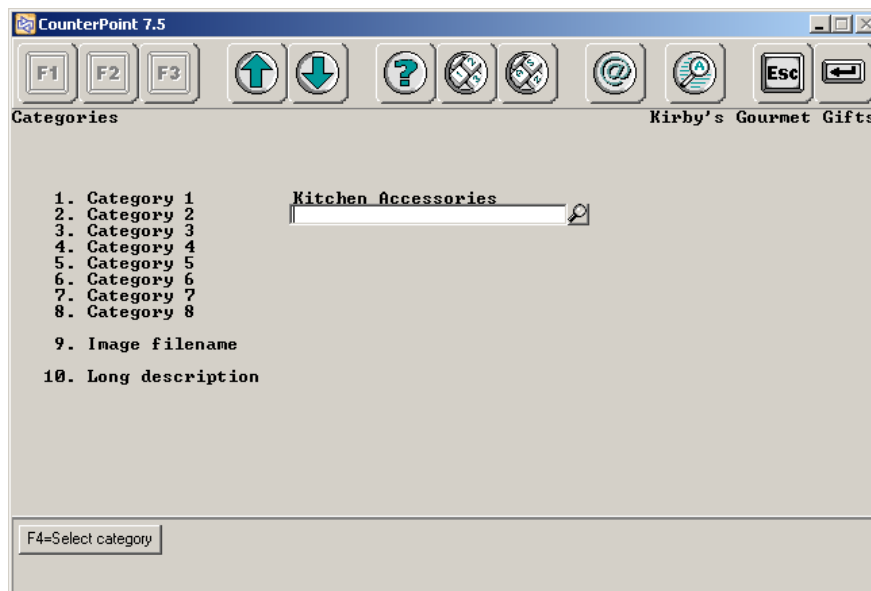 CounterPoint 7.5
F1 F2 F3 Esc
Categories Kirby's Gourmet Gifts
1. Category 1 Kitchen Accessories
2. Category 2
3. Category 3
4. Category 4
5. Category 5
6. Category 6
7. Category 7
8. Category 8
9. Image filename
10. Long description
F4=Select category